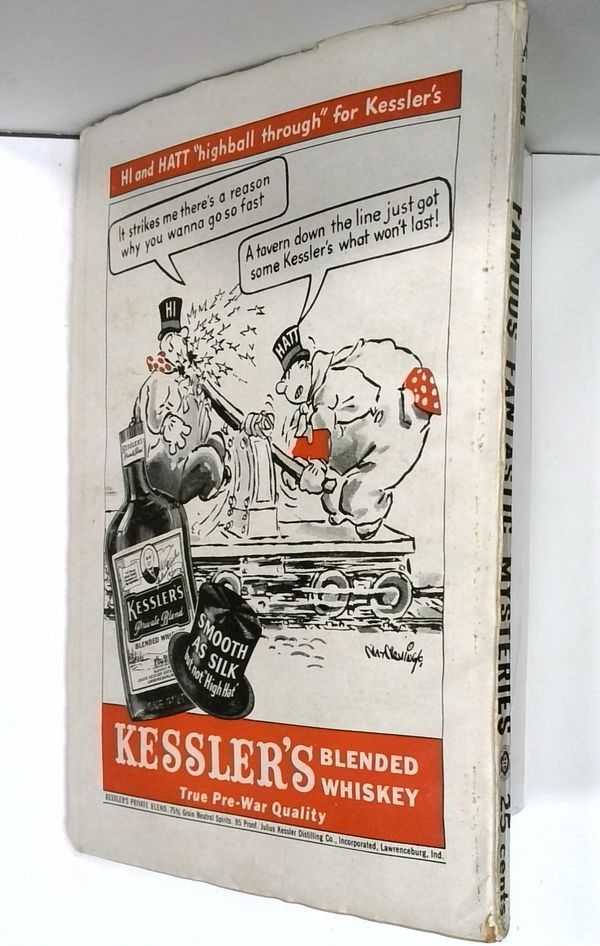 HI and HATT "highball through" for Kessler's
It strikes me there's a reason
why you wanna go so fast
A tavern down the line just got
some Kessler's what won't last!
HI
HATT
KESSLER'S
Private Blend
BLENDED
SMOOTH
AS SILK
but not "High Hat"
KESSLER'S BLENDED
WHISKEY
True Pre-War Quality
KESSLER'S PRIVATE BLEND. 75% Grain Neutral Spirits. 85 Proof. Julius Kessler Distilling Co., Incorporated, Lawrenceburg, Ind.
FAMOUS FANTASTIC MYSTERIES 25 cents